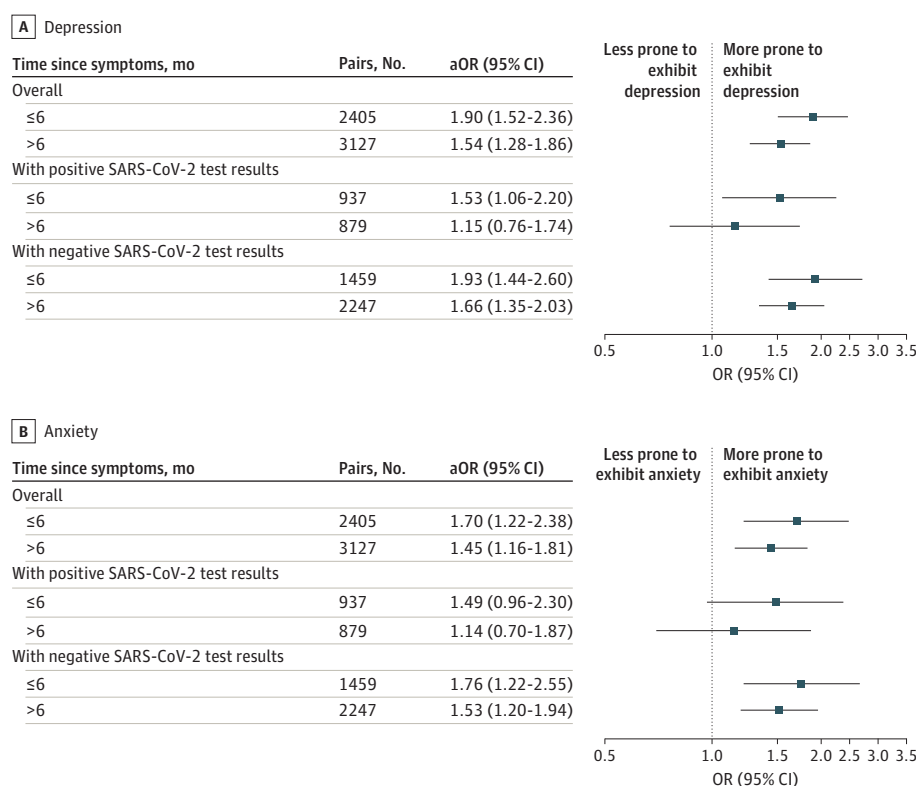 A Depression
Time since symptoms, mo Pairs, No. aOR (95% CI)
Less prone to exhibit depression
More prone to exhibit depression
Overall
≤6 2405 1.90 (1.52-2.36)
>6 3127 1.54 (1.28-1.86)
With positive SARS-CoV-2 test results
≤6 937 1.53 (1.06-2.20)
>6 879 1.15 (0.76-1.74)
With negative SARS-CoV-2 test results
≤6 1459 1.93 (1.44-2.60)
>6 2247 1.66 (1.35-2.03)
0.5 1.0 1.5 2.0 2.5 3.0 3.5
OR (95% CI)
B Anxiety
Time since symptoms, mo Pairs, No. aOR (95% CI)
Less prone to exhibit anxiety
More prone to exhibit anxiety
Overall
≤6 2405 1.70 (1.22-2.38)
>6 3127 1.45 (1.16-1.81)
With positive SARS-CoV-2 test results
≤6 937 1.49 (0.96-2.30)
>6 879 1.14 (0.70-1.87)
With negative SARS-CoV-2 test results
≤6 1459 1.76 (1.22-2.55)
>6 2247 1.53 (1.20-1.94)
0.5 1.0 1.5 2.0 2.5 3.0 3.5
OR (95% CI)